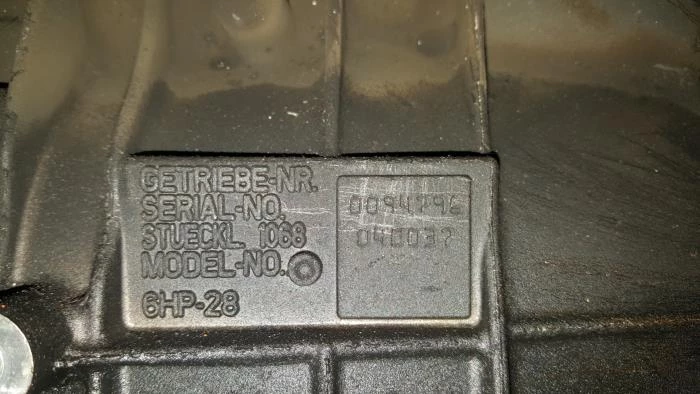 GETRIEBE-NR.
SERIAL-NO. 0094796
STUECKL. 1068 040037
MODEL-NO.
6HP-28